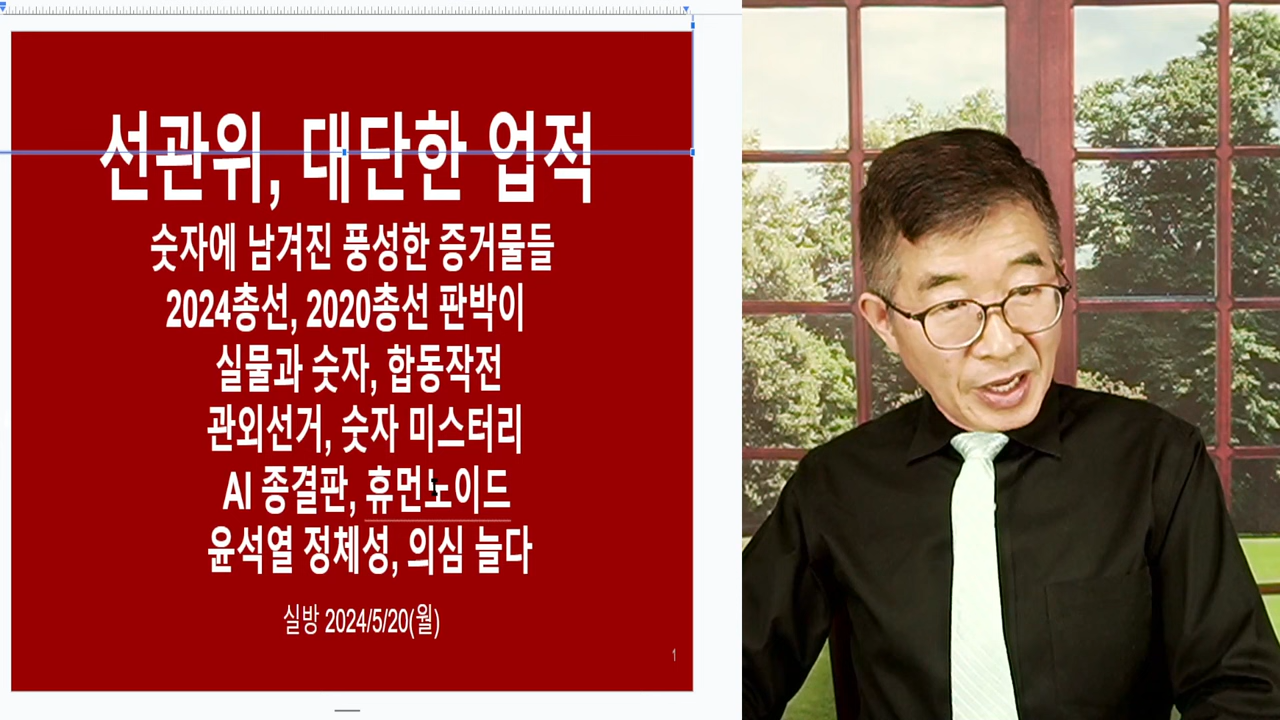 선관위, 대단한 업적
숫자에 남겨진 풍성한 증거물들
2024총선, 2020총선 판박이
실물과 숫자, 합동작전
관외선거, 숫자 미스터리
AI 종결판, 휴먼노이드
윤석열 정체성, 의심 늘다
실방 2024/5/20(월)
1